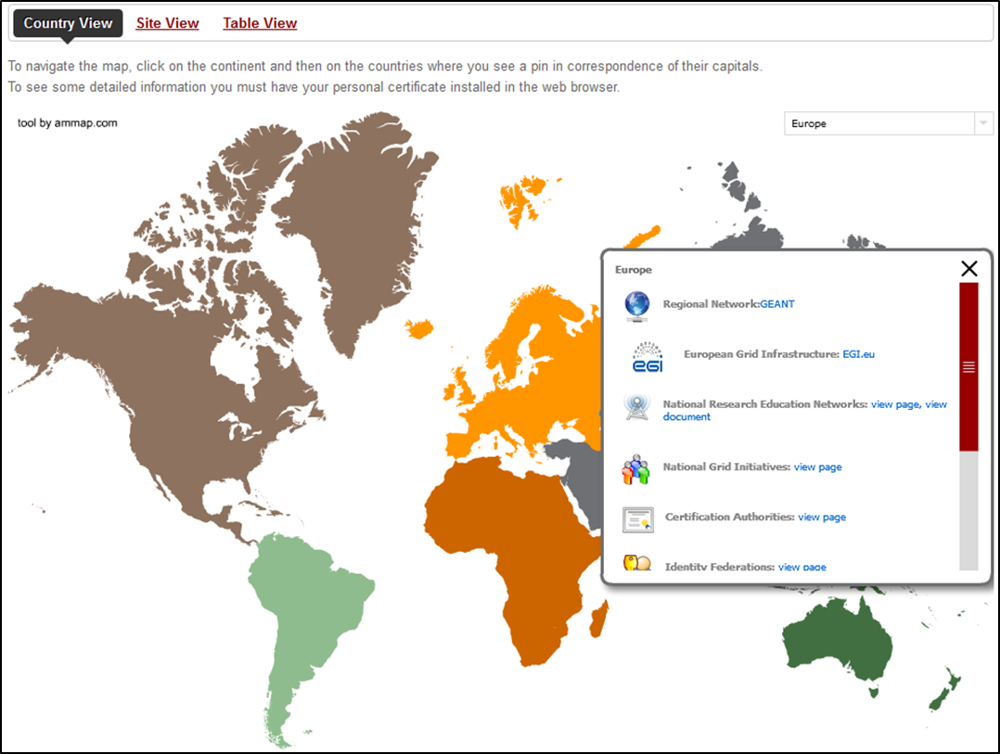 Country View Site View Table View
To navigate the map, click on the continent and then on the countries where you see a pin in correspondence of their capitals.
To see some detailed information you must have your personal certificate installed in the web browser.
tool by ammap.com
Europe
Europe
Regional Network:GEANT
eGI
European Grid Infrastructure: EGI.eu
National Research Education Networks: view page, view
document
National Grid Initiatives: view page
Certification Authorities: view page
Identity Federations: view page